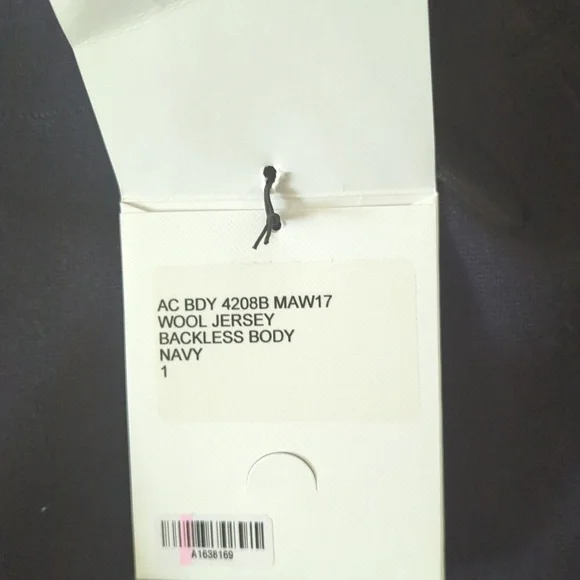 AC BDY 4208B MAW17
WOOL JERSEY
BACKLESS BODY
NAVY
1
A1638169